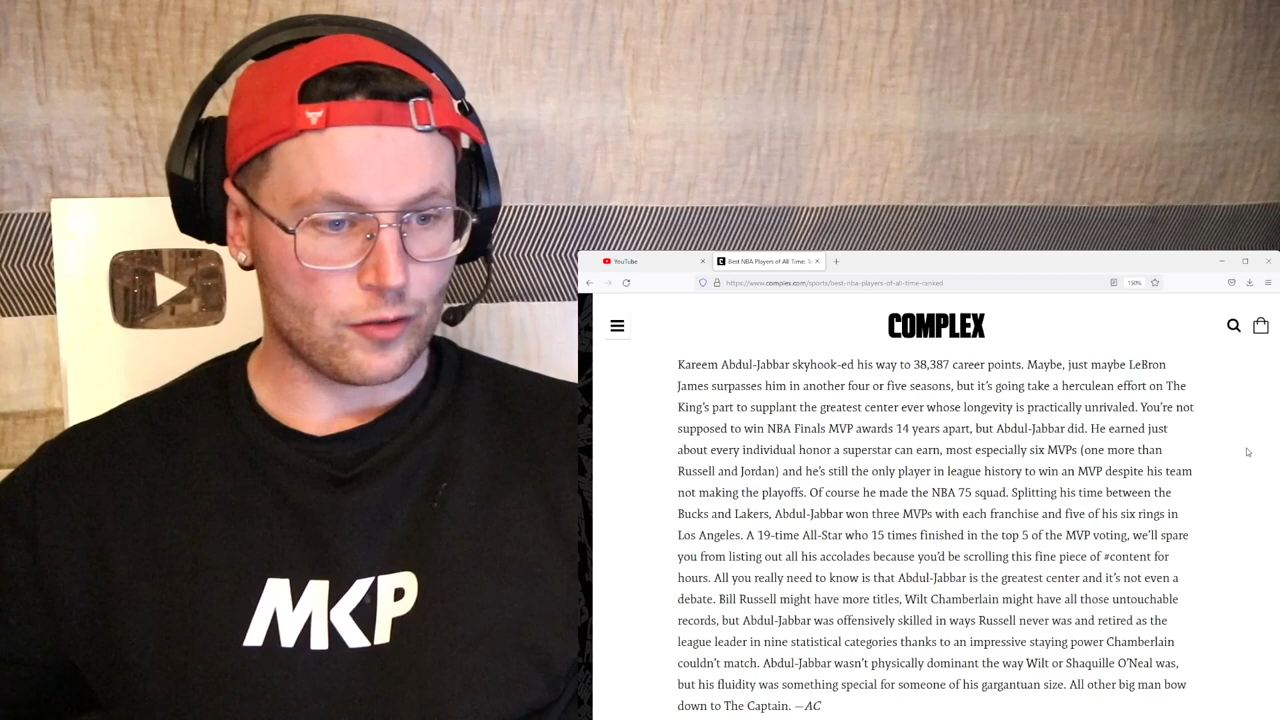 MKP
YouTube
Best NBA Players of All Time: To
https://www.complex.com/sports/best-nba-players-of-all-time-ranked
150%
COMPLEX
Kareem Abdul-Jabbar skyhook-ed his way to 38,387 career points. Maybe, just maybe LeBron
James surpasses him in another four or five seasons, but it's going take a herculean effort on The
King's part to supplant the greatest center ever whose longevity is practically unrivaled. You're not
supposed to win NBA Finals MVP awards 14 years apart, but Abdul-Jabbar did. He earned just
about every individual honor a superstar can earn, most especially six MVPs (one more than
Russell and Jordan) and he's still the only player in league history to win an MVP despite his team
not making the playoffs. Of course he made the NBA 75 squad. Splitting his time between the
Bucks and Lakers, Abdul-Jabbar won three MVPs with each franchise and five of his six rings in
Los Angeles. A 19-time All-Star who 15 times finished in the top 5 of the MVP voting, we'll spare
you from listing out all his accolades because you'd be scrolling this fine piece of #content for
hours. All you really need to know is that Abdul-Jabbar is the greatest center and it's not even a
debate. Bill Russell might have more titles, Wilt Chamberlain might have all those untouchable
records, but Abdul-Jabbar was offensively skilled in ways Russell never was and retired as the
league leader in nine statistical categories thanks to an impressive staying power Chamberlain
couldn't match. Abdul-Jabbar wasn't physically dominant the way Wilt or Shaquille O'Neal was,
but his fluidity was something special for someone of his gargantuan size. All other big man bow
down to The Captain. —AC